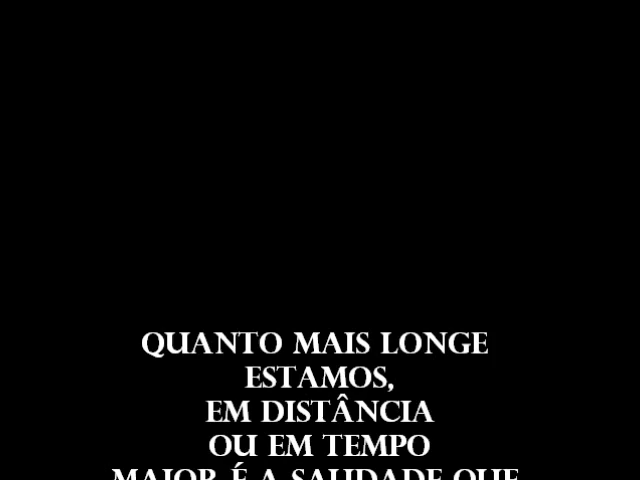 QUANTO MAIS LONGE
ESTAMOS,
EM DISTÂNCIA
OU EM TEMPO
MAIOR É A SAUDADE QUE